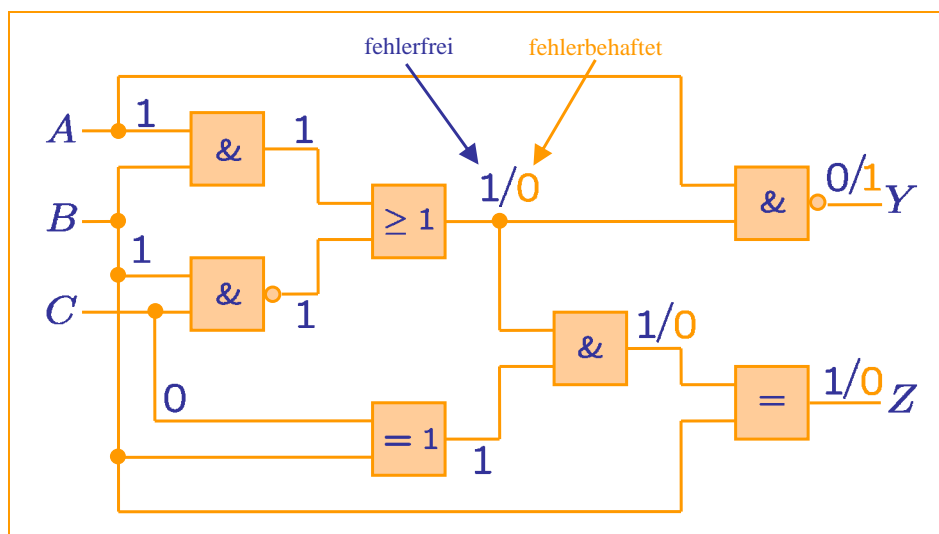 fehlerfrei fehlerbehaftet
A 1 & 1
1/0
0/1
B ≥ 1 & Y
1
C & 1
1/0
&
0 1/0
= 1 = Z
1